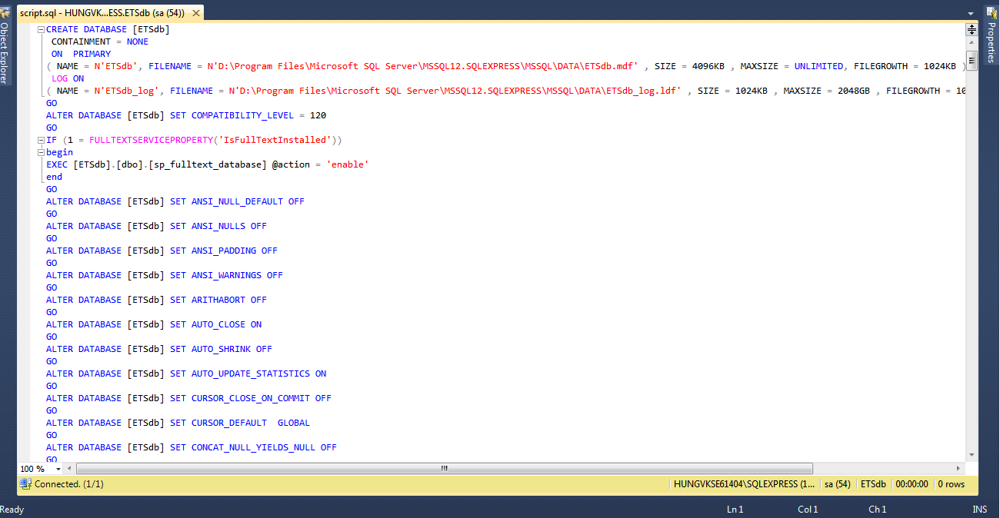 script.sql - HUNGVK...ESS.ETSdb (sa (54))
Object Explorer
Properties
CREATE DATABASE [ETSdb]
CONTAINMENT = NONE
ON  PRIMARY
( NAME = N'ETSdb', FILENAME = N'D:\Program Files\Microsoft SQL Server\MSSQL12.SQLEXPRESS\MSSQL\DATA\ETSdb.mdf' , SIZE = 4096KB , MAXSIZE = UNLIMITED, FILEGROWTH = 1024KB )
LOG ON
( NAME = N'ETSdb_log', FILENAME = N'D:\Program Files\Microsoft SQL Server\MSSQL12.SQLEXPRESS\MSSQL\DATA\ETSdb_log.ldf' , SIZE = 1024KB , MAXSIZE = 2048GB , FILEGROWTH = 10
GO
ALTER DATABASE [ETSdb] SET COMPATIBILITY_LEVEL = 120
GO
IF (1 = FULLTEXTSERVICEPROPERTY('IsFullTextInstalled'))
begin
EXEC [ETSdb].[dbo].[sp_fulltext_database] @action = 'enable'
end
GO
ALTER DATABASE [ETSdb] SET ANSI_NULL_DEFAULT OFF
GO
ALTER DATABASE [ETSdb] SET ANSI_NULLS OFF
GO
ALTER DATABASE [ETSdb] SET ANSI_PADDING OFF
GO
ALTER DATABASE [ETSdb] SET ANSI_WARNINGS OFF
GO
ALTER DATABASE [ETSdb] SET ARITHABORT OFF
GO
ALTER DATABASE [ETSdb] SET AUTO_CLOSE ON
GO
ALTER DATABASE [ETSdb] SET AUTO_SHRINK OFF
GO
ALTER DATABASE [ETSdb] SET AUTO_UPDATE_STATISTICS ON
GO
ALTER DATABASE [ETSdb] SET CURSOR_CLOSE_ON_COMMIT OFF
GO
ALTER DATABASE [ETSdb] SET CURSOR_DEFAULT  GLOBAL
GO
ALTER DATABASE [ETSdb] SET CONCAT_NULL_YIELDS_NULL OFF
GO
100 %
Connected. (1/1) HUNGVKSE61404\SQLEXPRESS (1... sa (54) ETSdb 00:00:00 0 rows
Ready Ln 1 Col 1 Ch 1 INS